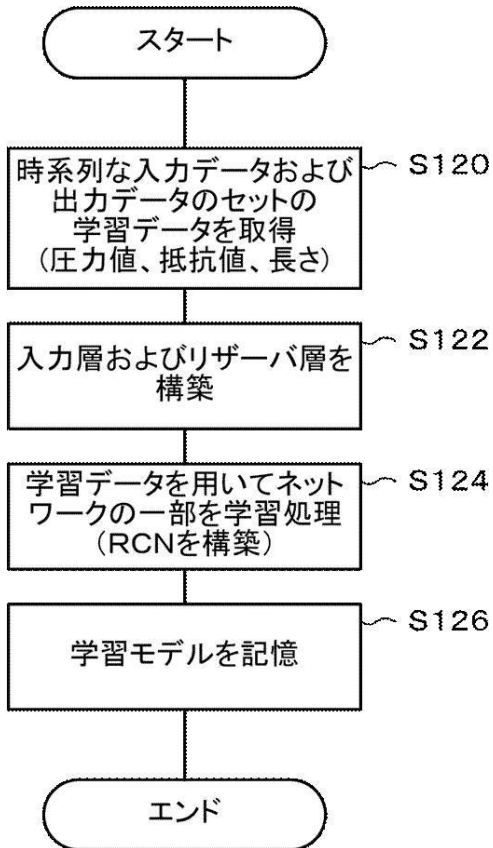 スタート
時系列な入力データおよび
出力データのセットの
学習データを取得
(圧力値、抵抗値、長さ)
S120
入力層およびリザーバ層を
構築
S122
学習データを用いてネット
ワークの一部を学習処理
(RCNを構築)
S124
学習モデルを記憶
S126
エンド